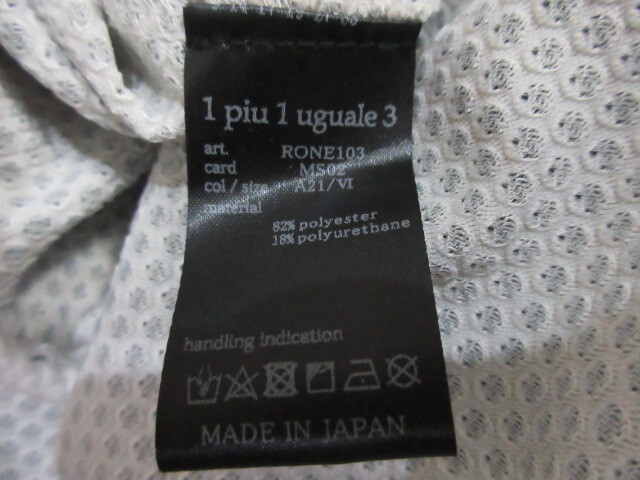 1 piu 1 uguale 3
art. RONE103
card MS02
col / size A21/VI
material
82% polyester
18% polyurethane
handling indication
MADE IN JAPAN